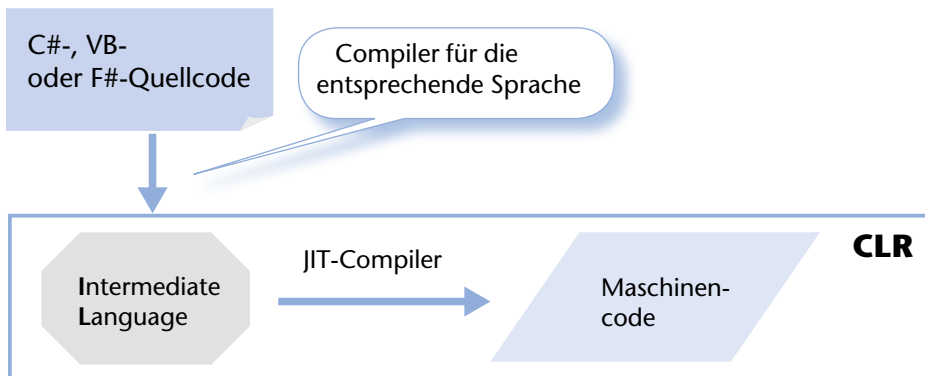 C#-, VB-
oder F#-Quellcode
Compiler für die
entsprechende Sprache
CLR
Intermediate
Language
JIT-Compiler
Maschinen-
code